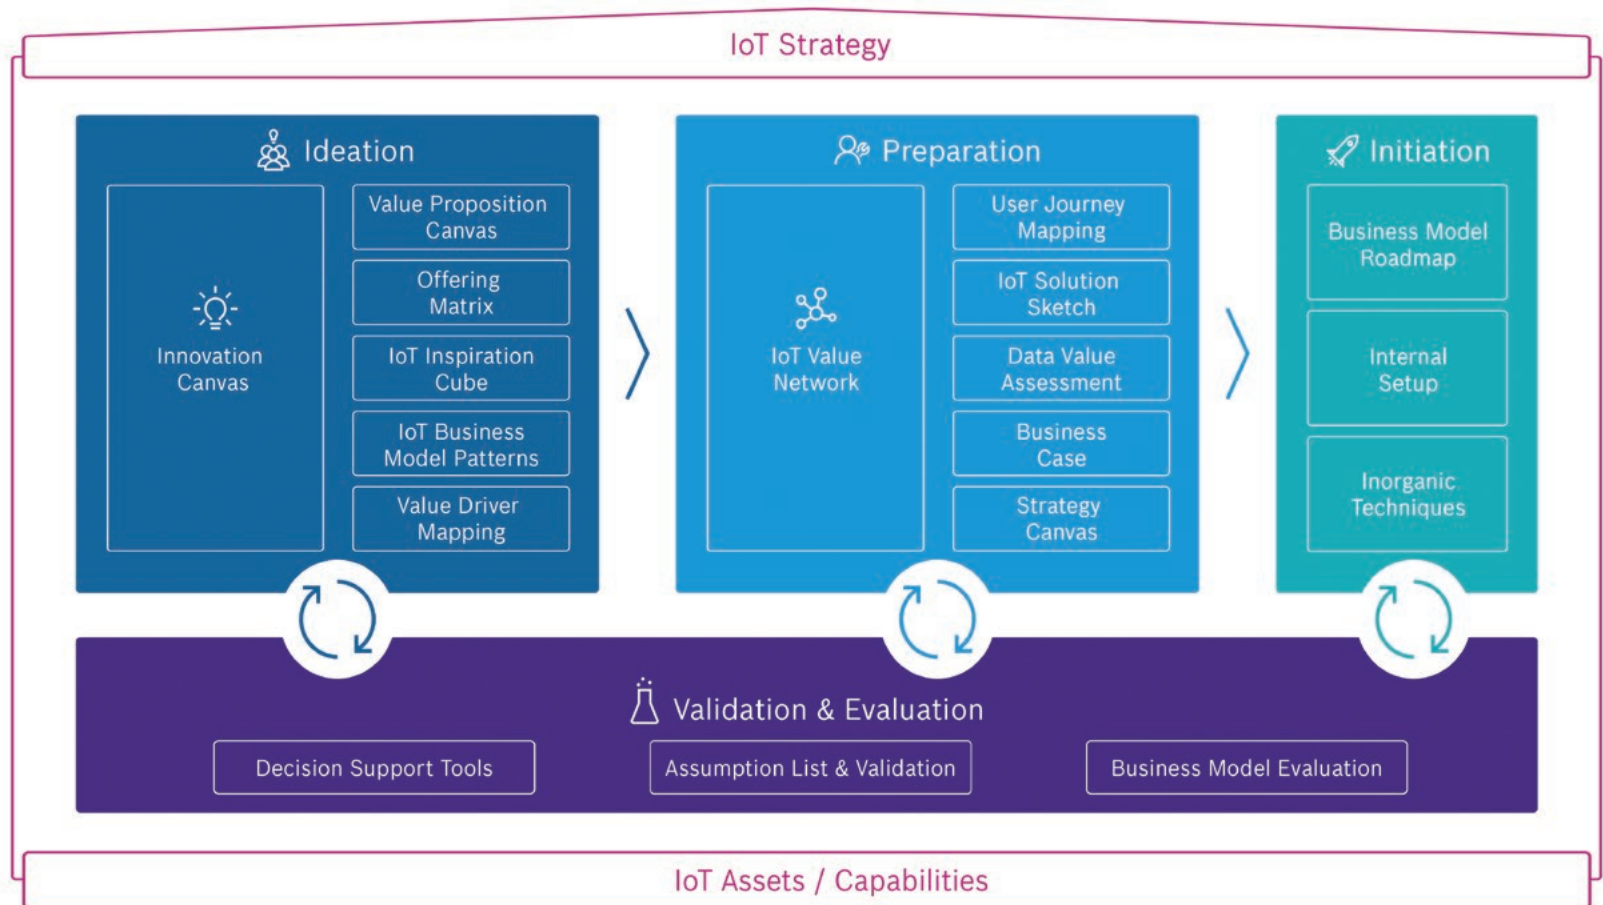 IoT Strategy
Ideation
Innovation
Canvas
Value Proposition
Canvas
Offering
Matrix
IoT Inspiration
Cube
IoT Business
Model Patterns
Value Driver
Mapping
Preparation
IoT Value
Network
User Journey
Mapping
IoT Solution
Sketch
Data Value
Assessment
Business
Case
Strategy
Canvas
Initiation
Business Model
Roadmap
Internal
Setup
Inorganic
Techniques
Validation & Evaluation
Decision Support Tools
Assumption List & Validation
Business Model Evaluation
IoT Assets / Capabilities